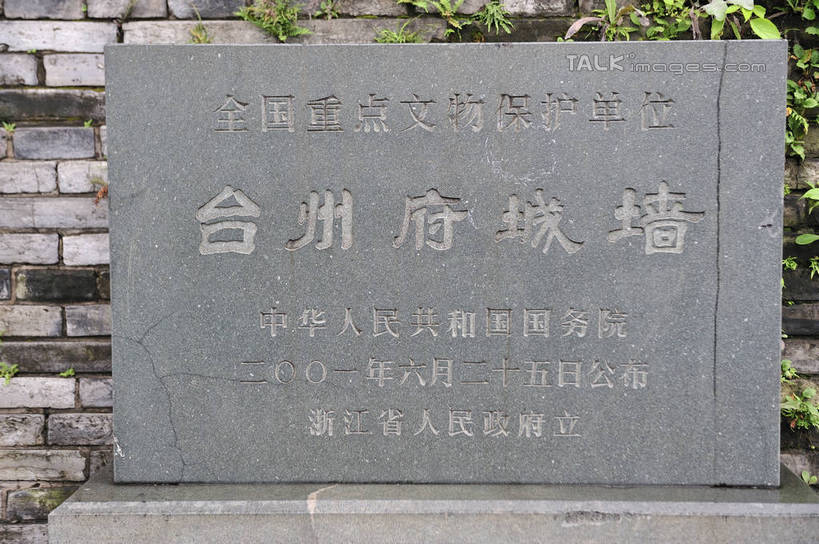 TALK images.com
全国重点文物保护单位
台州府城墙
中华人民共和国国务院
二〇〇一年六月二十五日公布
浙江省人民政府立